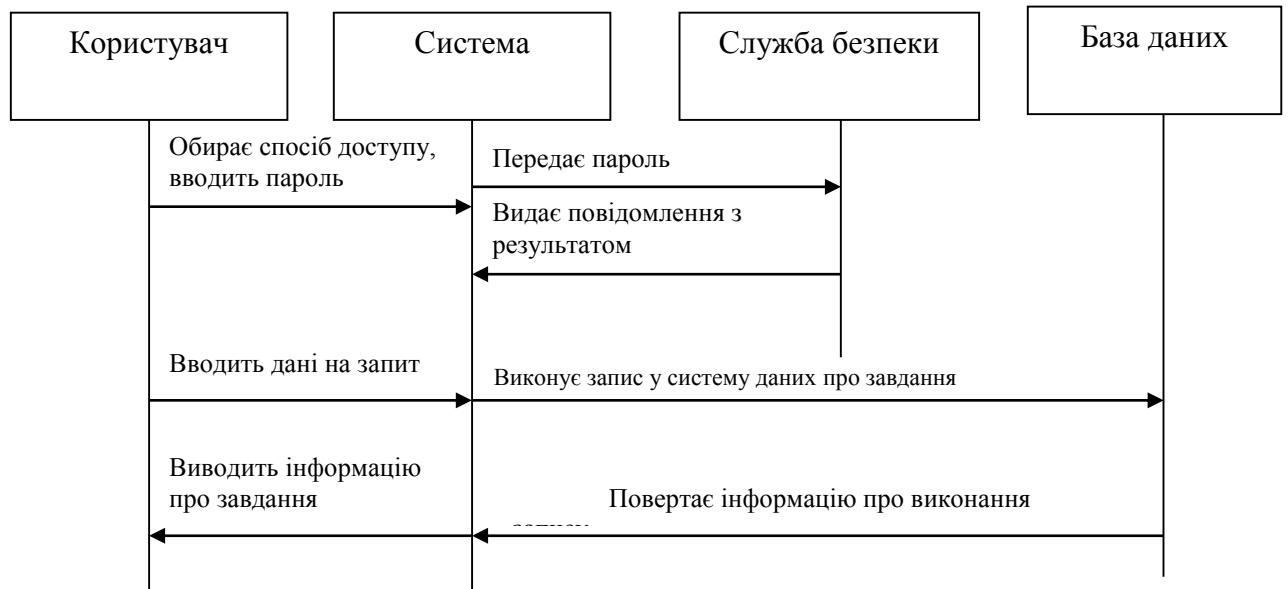 Користувач
Система
Служба безпеки
База даних
Обирає спосіб доступу,
вводить пароль
Передає пароль
Видає повідомлення з
результатом
Вводить дані на запит
Виконує запис у систему даних про завдання
Виводить інформацію
про завдання
Повертає інформацію про виконання